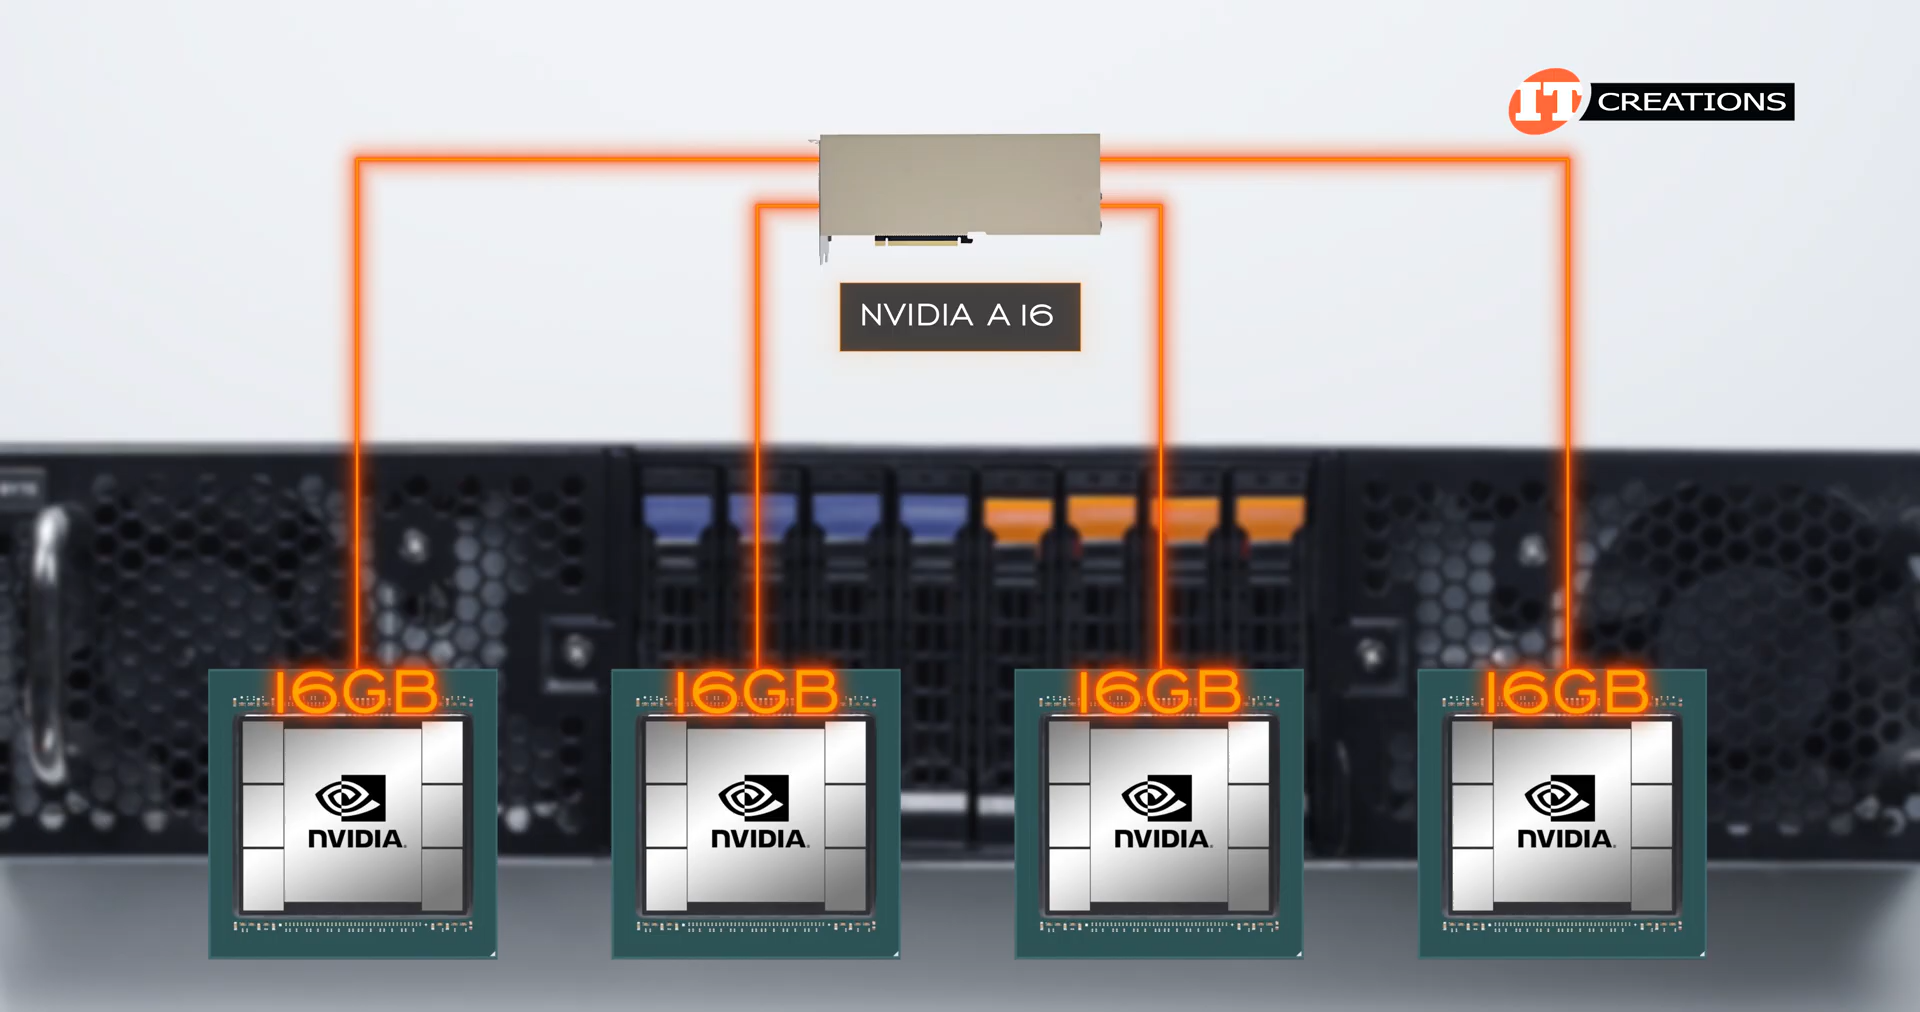 IT CREATIONS
NVIDIA A16
16GB
16GB
16GB
16GB
NVIDIA.
NVIDIA.
NVIDIA.
NVIDIA.